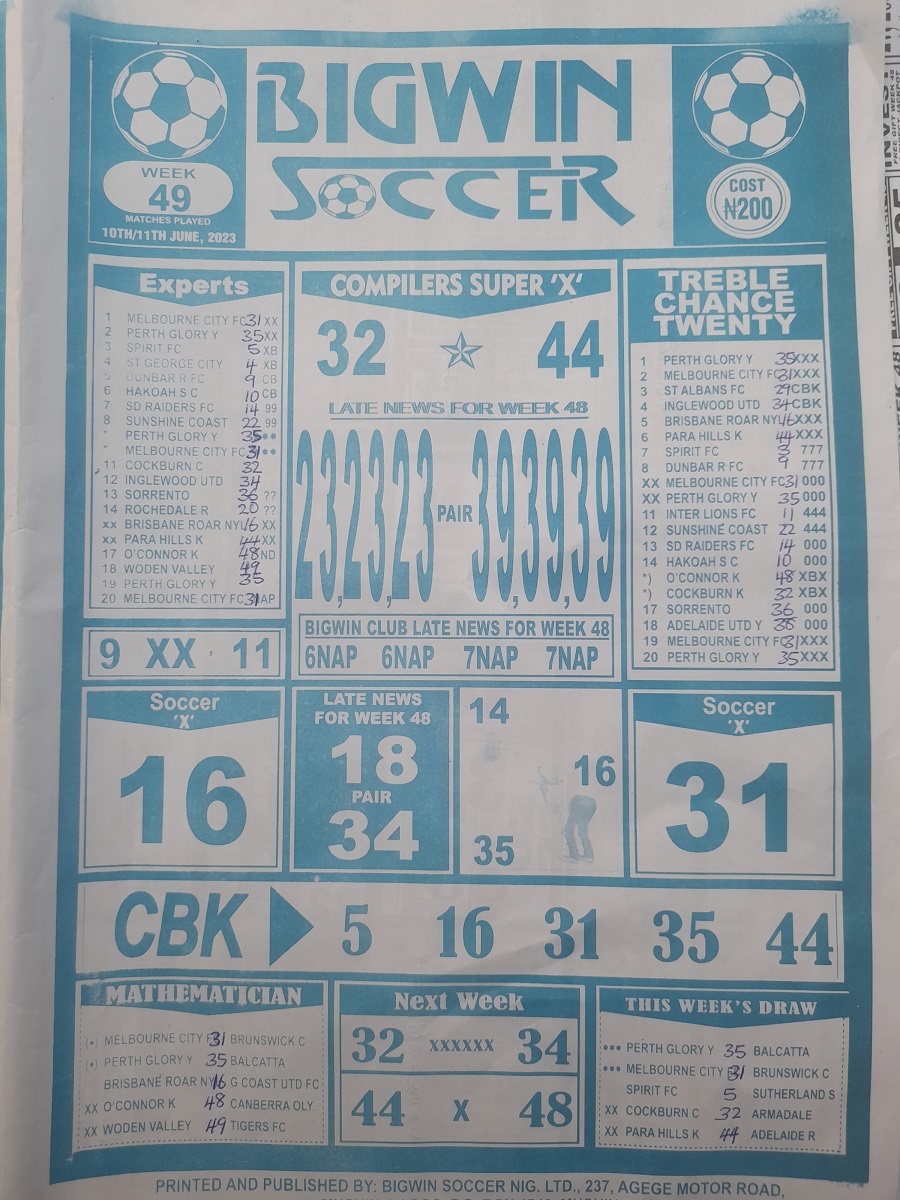 BIGWIN
SOCCER
WEEK
49
MATCHES PLAYED
10TH/11TH JUNE, 2023
COST
₦200
Experts
1 MELBOURNE CITY FC 31 XX
2 PERTH GLORY Y 35 XX
3 SPIRIT FC 5 XB
4 ST GEORGE CITY 4 XB
5 DUNBAR R FC 9 CB
6 HAKOAH S C 10 CB
7 SD RAIDERS FC 14 99
8 SUNSHINE COAST 22 99
* PERTH GLORY Y 35 ••
* MELBOURNE CITY FC 31 ••
11 COCKBURN C 32
12 INGLEWOOD UTD 34
13 SORRENTO 36 ??
14 ROCHEDALE R 20 ??
xx BRISBANE ROAR NYL 16 XX
xx PARA HILLS K 44 XX
17 O'CONNOR K 48 ND
18 WODEN VALLEY 49
19 PERTH GLORY Y 35
20 MELBOURNE CITY FC 31 AP
9 XX 11
COMPILERS SUPER 'X'
32 44
LATE NEWS FOR WEEK 48
23,23,23 PAIR 39,39,39
BIGWIN CLUB LATE NEWS FOR WEEK 48
6NAP 6NAP 7NAP 7NAP
TREBLE
CHANCE
TWENTY
1 PERTH GLORY Y 35 XXX
2 MELBOURNE CITY FC 31 XXX
3 ST ALBANS FC 29 CBK
4 INGLEWOOD UTD 34 CBK
5 BRISBANE ROAR NYL 16 XXX
6 PARA HILLS K 44 XXX
7 SPIRIT FC 777
8 DUNBAR R FC 9 777
XX MELBOURNE CITY FC 31 000
XX PERTH GLORY Y 35 000
11 INTER LIONS FC 11 444
12 SUNSHINE COAST 22 444
13 SD RAIDERS FC 14 000
14 HAKOAH S C 10 000
*) O'CONNOR K 48 XBX
*) COCKBURN K 32 XBX
17 SORRENTO 36 000
18 ADELAIDE UTD Y 38 000
19 MELBOURNE CITY FC 31 XXX
20 PERTH GLORY Y 35 XXX
Soccer
'X'
16
LATE NEWS
FOR WEEK 48
18
PAIR
34
14
16
35
Soccer
'X'
31
CBK 5 16 31 35 44
MATHEMATICIAN
(•) MELBOURNE CITY F 31 BRUNSWICK C
(•) PERTH GLORY Y 35 BALCATTA
BRISBANE ROAR NY 16 G COAST UTD FC
XX O'CONNOR K 48 CANBERRA OLY.
XX WODEN VALLEY 49 TIGERS FC
Next Week
32 xxxxxx 34
44 X 48
THIS WEEK'S DRAW
••• PERTH GLORY Y 35 BALCATTA
••• MELBOURNE CITY 31 BRUNSWICK C
SPIRIT FC 5 SUTHERLAND S
XX COCKBURN C 32 ARMADALE
XX PARA HILLS K 44 ADELAIDE R
PRINTED AND PUBLISHED BY: BIGWIN SOCCER NIG. LTD., 237, AGEGE MOTOR ROAD,
INVEST
FREE GIFT WEEK 48